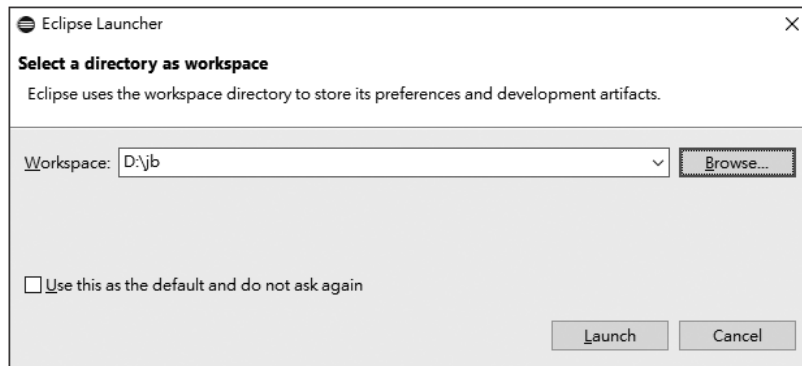 Eclipse Launcher
Select a directory as workspace
Eclipse uses the workspace directory to store its preferences and development artifacts.
Workspace: D:\jb Browse...
Use this as the default and do not ask again
Launch Cancel